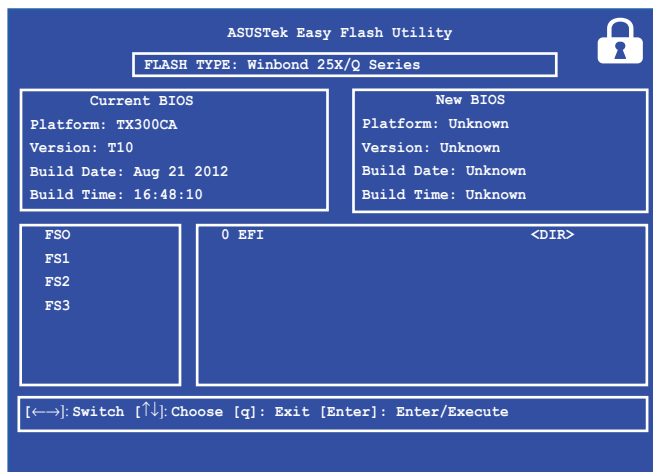 ASUSTek Easy Flash Utility
FLASH TYPE: Winbond 25X/Q Series
Current BIOS
Platform: TX300CA
Version: T10
Build Date: Aug 21 2012
Build Time: 16:48:10
New BIOS
Platform: Unknown
Version: Unknown
Build Date: Unknown
Build Time: Unknown
FSO
FS1
FS2
FS3
0 EFI <DIR>
[←→]: Switch [↑↓]: Choose [q]: Exit [Enter]: Enter/Execute